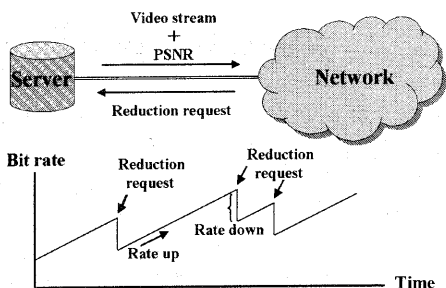 Video stream
+
PSNR
Server
Network
Reduction request
Bit rate
Reduction
request
Reduction
request
Rate down
Rate up
Time